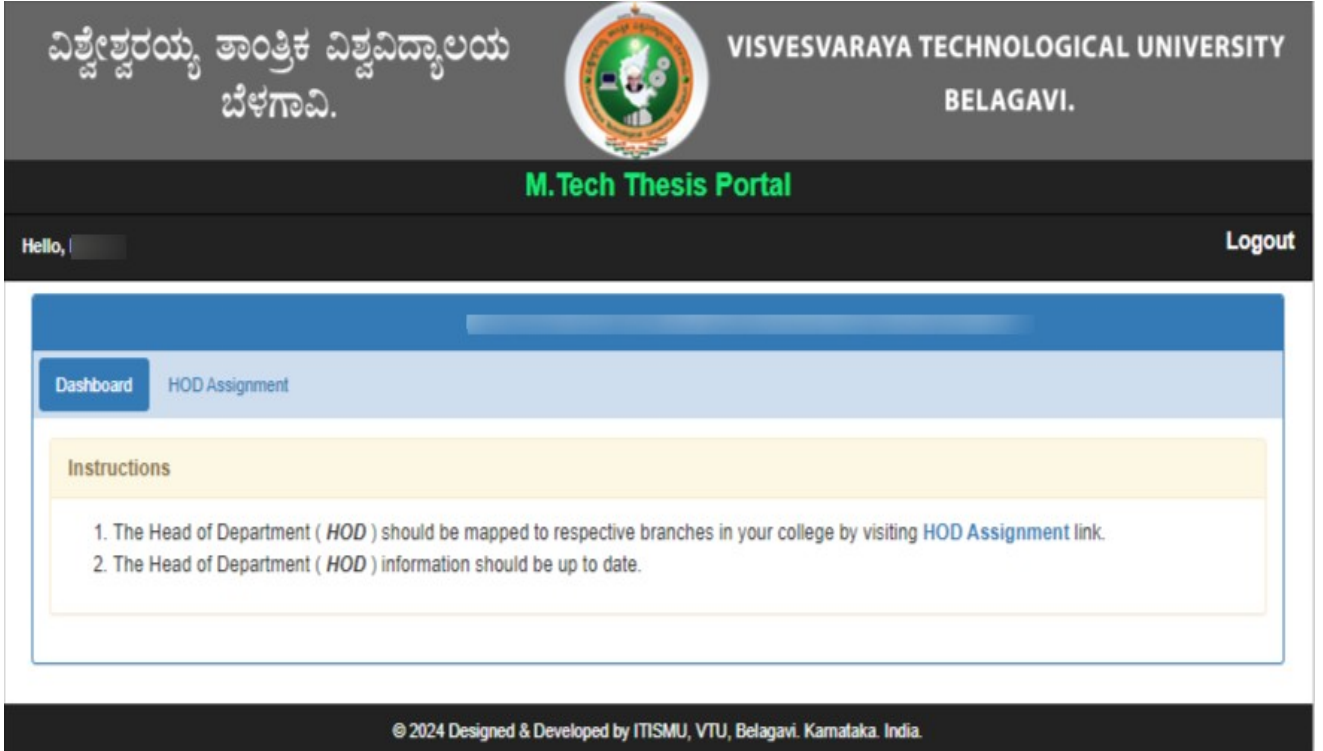 ವಿಶ್ವೇಶ್ವರಯ್ಯ ತಾಂತ್ರಿಕ ವಿಶ್ವವಿದ್ಯಾಲಯ
ಬೆಳಗಾವಿ.
VISVESVARAYA TECHNOLOGICAL UNIVERSITY
BELAGAVI.
M.Tech Thesis Portal
Hello,
Logout
Dashboard
HOD Assignment
Instructions
1. The Head of Department ( HOD ) should be mapped to respective branches in your college by visiting HOD Assignment link.
2. The Head of Department ( HOD ) information should be up to date.
© 2024 Designed & Developed by ITISMU, VTU, Belagavi. Karnataka. India.